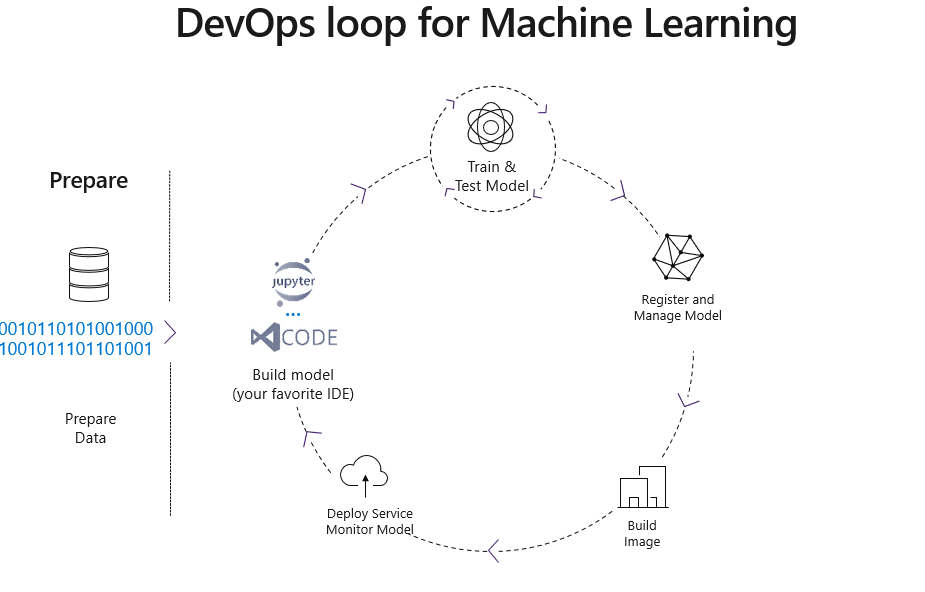 DevOps loop for Machine Learning
Prepare
0010110101001000
1001011101101001
Prepare
Data
jupyter
...
CODE
Build model
(your favorite IDE)
Train &
Test Model
Register and
Manage Model
Build
Image
Deploy Service
Monitor Model